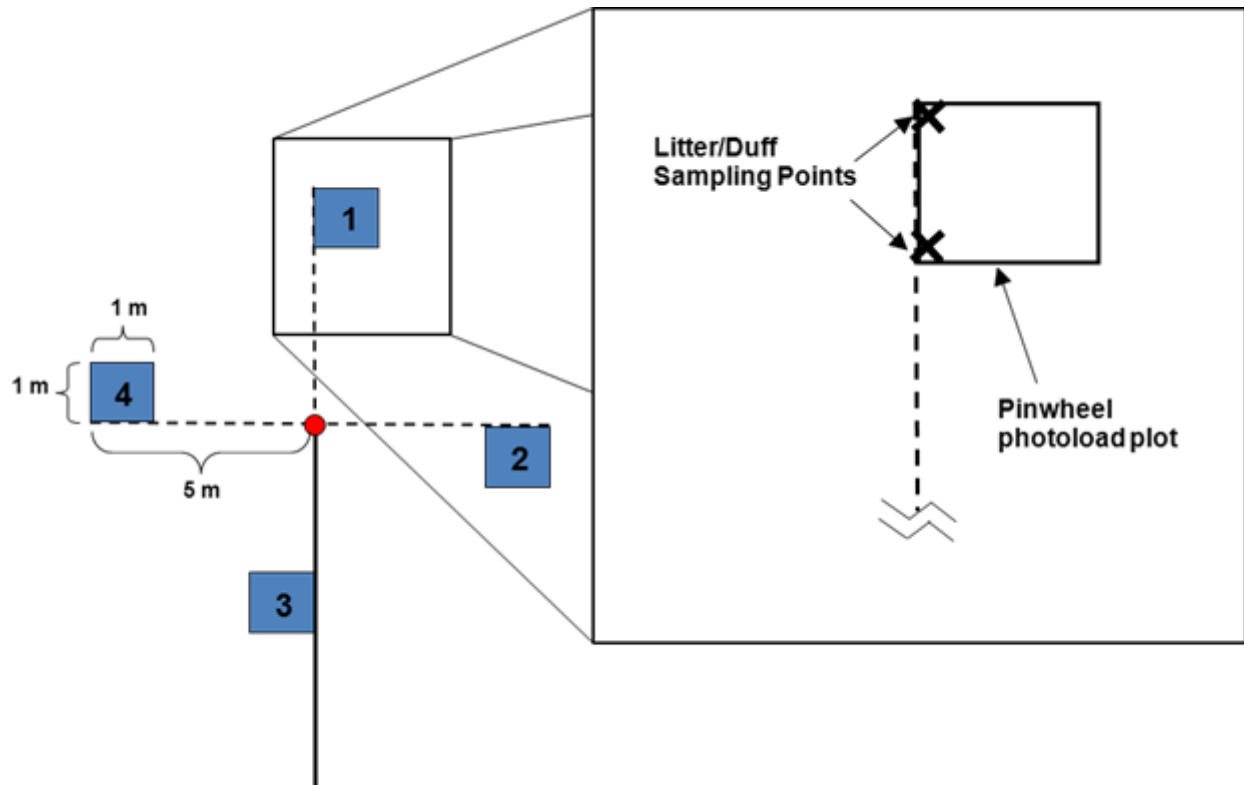 1
1 m
1 m
4
5 m
2
3
Litter/Duff
Sampling Points
Pinwheel
photoload plot